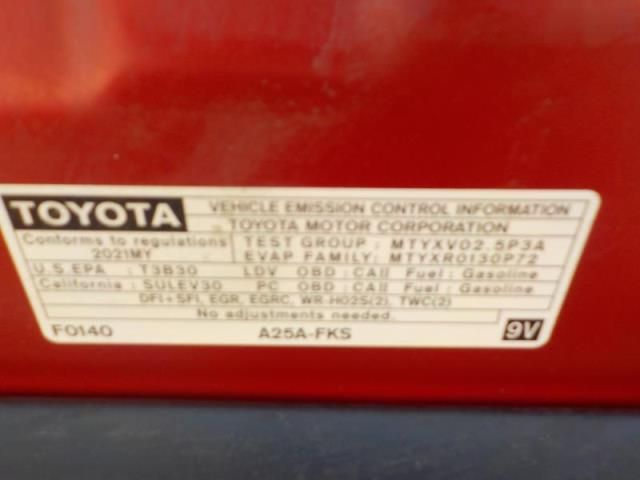 TOYOTA VEHICLE EMISSION CONTROL INFORMATION
TOYOTA MOTOR CORPORATION
Conforms to regulations TEST GROUP : MTYXV02.5P3A
2021MY EVAP FAMILY: MTYXR0130P72
U.S.EPA : T3B30 LDV OBD : CAII Fuel : Gasoline
California : SULEV30 PC OBD : CAII Fuel : Gasoline
DFI+SFI, EGR, EGRC, WR-HO2S(2), TWC(2)
No adjustments needed.
F0140 A25A-FKS 9V